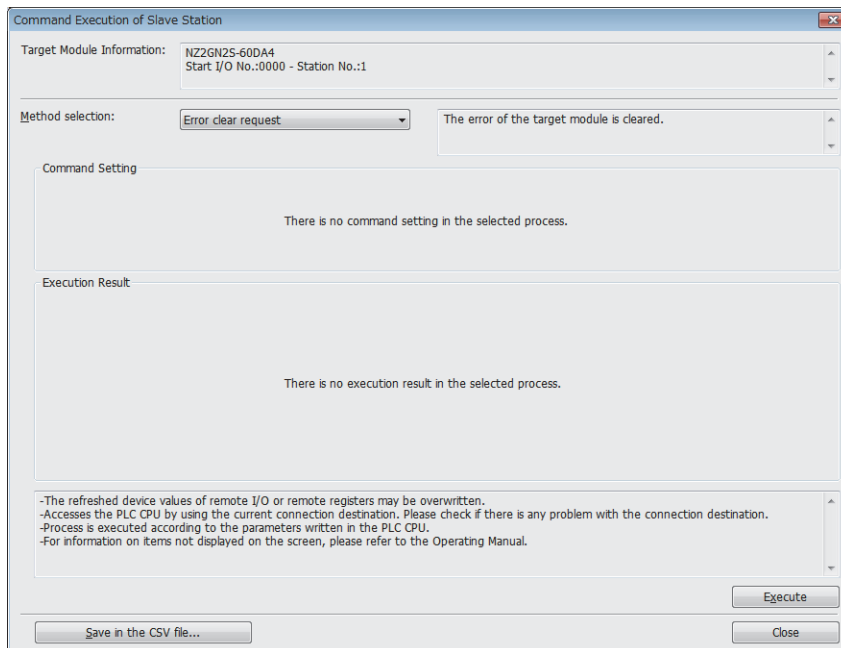 Command Execution of Slave Station
Target Module Information:
NZ2GN2S-60DA4
Start I/O No.:0000 - Station No.:1
Method selection:
Error clear request
The error of the target module is cleared.
Command Setting
There is no command setting in the selected process.
Execution Result
There is no execution result in the selected process.
-The refreshed device values of remote I/O or remote registers may be overwritten.
-Accesses the PLC CPU by using the current connection destination. Please check if there is any problem with the connection destination.
-Process is executed according to the parameters written in the PLC CPU.
-For information on items not displayed on the screen, please refer to the Operating Manual.
Execute
Save in the CSV file...
Close